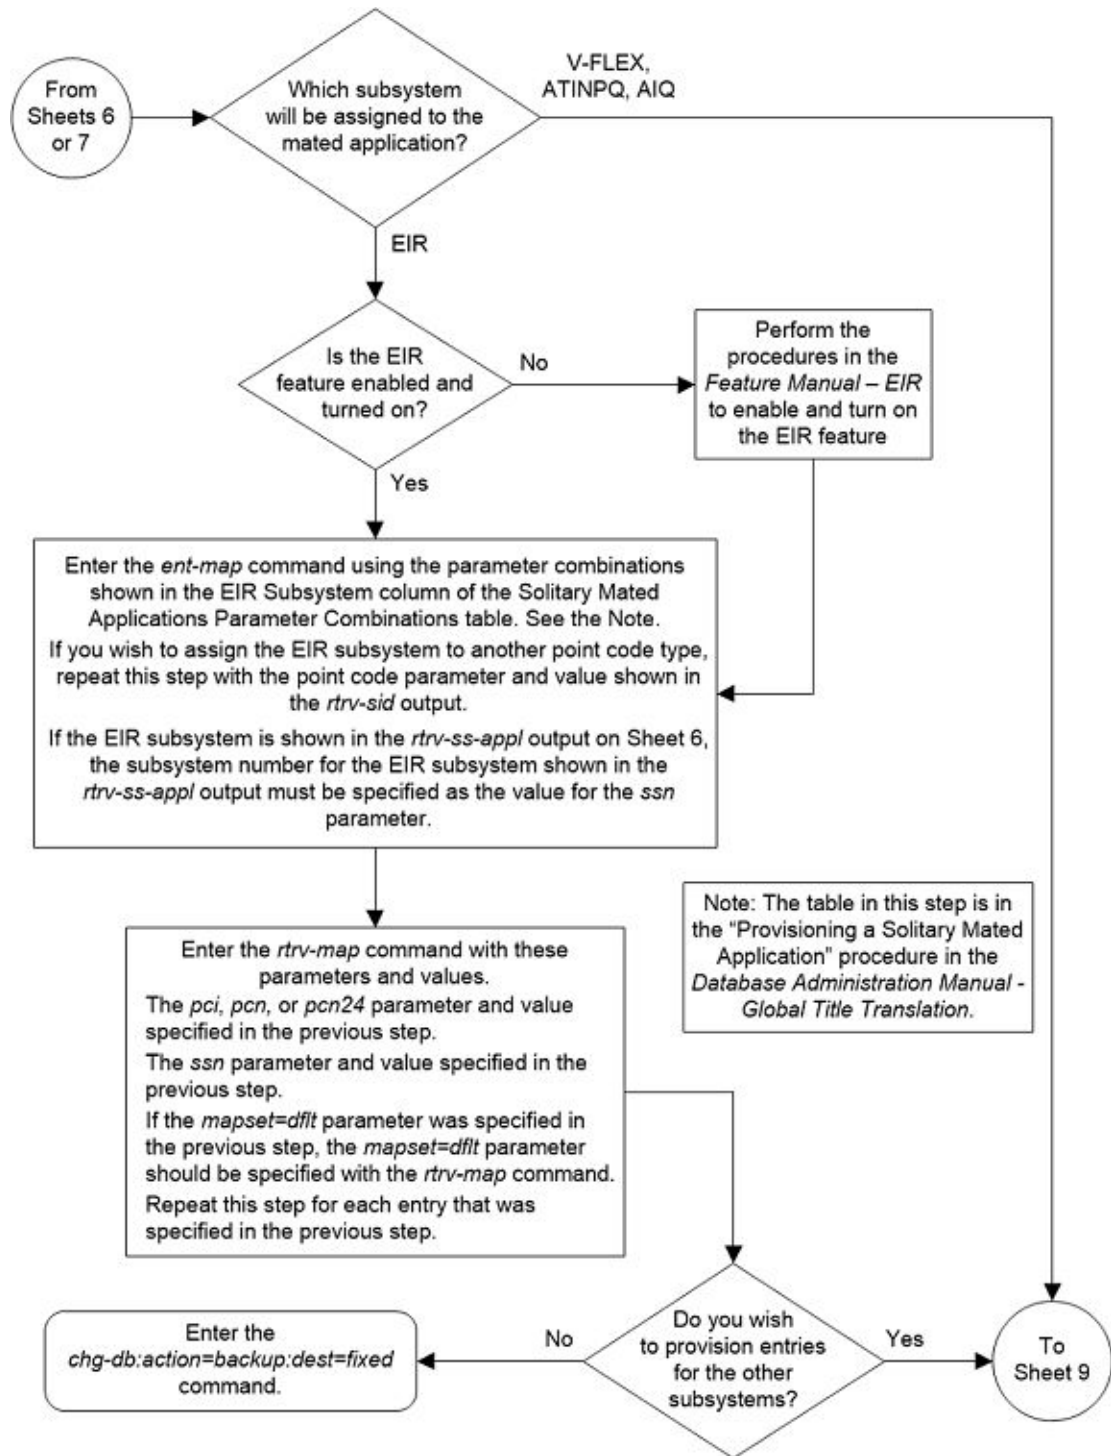 From
Sheets 6
or 7
Which subsystem
will be assigned to the
mated application?
V-FLEX,
ATINPQ, AIQ
EIR
Is the EIR
feature enabled and
turned on?
No
Perform the
procedures in the
Feature Manual – EIR
to enable and turn on
the EIR feature
Yes
Enter the ent-map command using the parameter combinations
shown in the EIR Subsystem column of the Solitary Mated
Applications Parameter Combinations table. See the Note.
If you wish to assign the EIR subsystem to another point code type,
repeat this step with the point code parameter and value shown in
the rtrv-sid output.
If the EIR subsystem is shown in the rtrv-ss-appl output on Sheet 6,
the subsystem number for the EIR subsystem shown in the
rtrv-ss-appl output must be specified as the value for the ssn
parameter.
Note: The table in this step is in
the “Provisioning a Solitary Mated
Application” procedure in the
Database Administration Manual -
Global Title Translation.
Enter the rtrv-map command with these
parameters and values.
The pci, pcn, or pcn24 parameter and value
specified in the previous step.
The ssn parameter and value specified in the
previous step.
If the mapset=dflt parameter was specified in
the previous step, the mapset=dflt parameter
should be specified with the rtrv-map command.
Repeat this step for each entry that was
specified in the previous step.
Do you wish
to provision entries
for the other
subsystems?
No
Yes
Enter the
chg-db:action=backup:dest=fixed
command.
To
Sheet 9